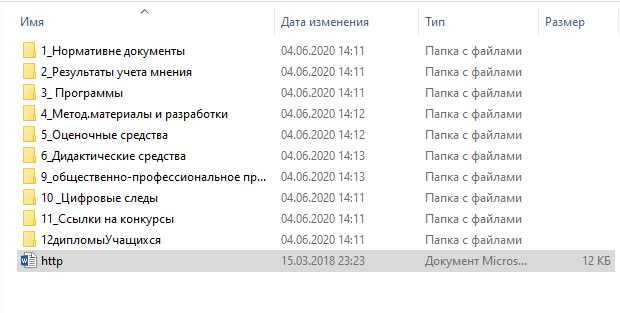 Имя Дата изменения Тип Размер
1_Нормативне документы 04.06.2020 14:11 Папка с файлами
2_Результаты учета мнения 04.06.2020 14:11 Папка с файлами
3_ Программы 04.06.2020 14:11 Папка с файлами
4_Метод.материалы и разработки 04.06.2020 14:12 Папка с файлами
5_Оценочные средства 04.06.2020 14:12 Папка с файлами
6_Дидактические средства 04.06.2020 14:13 Папка с файлами
9_общественно-профессиональное пр... 04.06.2020 14:13 Папка с файлами
10 _Цифровые следы 04.06.2020 14:11 Папка с файлами
11_Ссылки на конкурсы 04.06.2020 14:11 Папка с файлами
12дипломыУчащихся 04.06.2020 14:11 Папка с файлами
http 15.03.2018 23:23 Документ Micros... 12 КБ